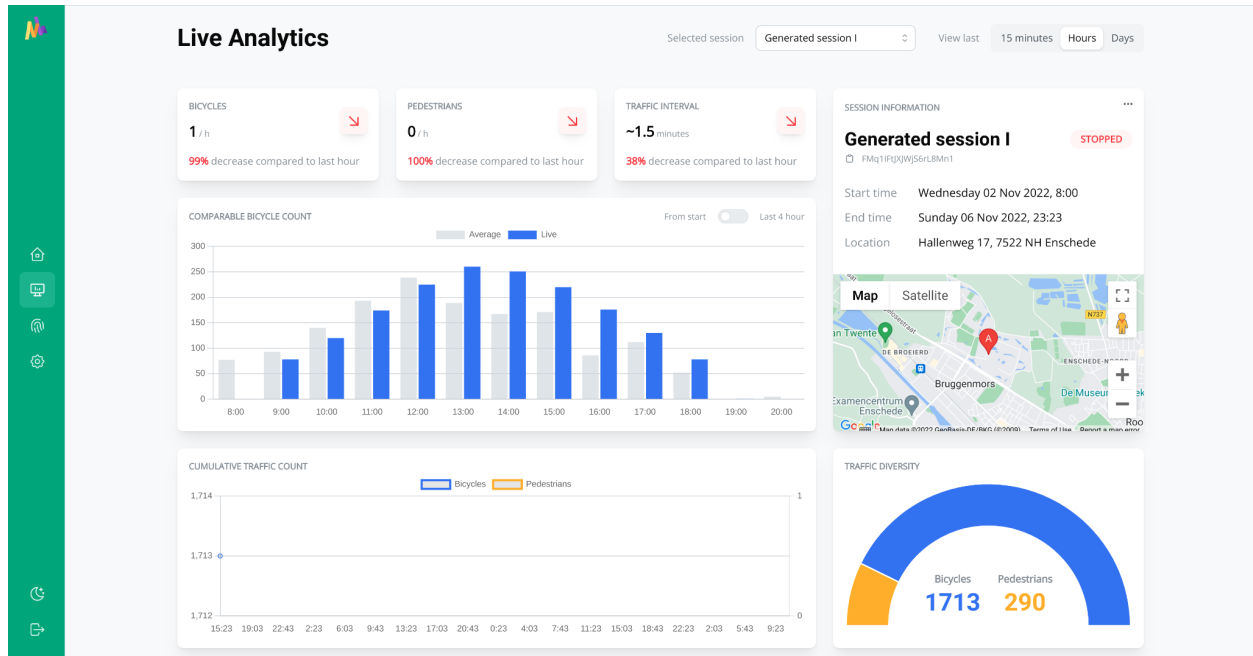 Live Analytics
Selected session Generated session I View last 15 minutes Hours Days
BICYCLES
1 / h
99% decrease compared to last hour
PEDESTRIANS
0 / h
100% decrease compared to last hour
TRAFFIC INTERVAL
~1.5 minutes
38% decrease compared to last hour
SESSION INFORMATION
Generated session I STOPPED
Start time Wednesday 02 Nov 2022, 8:00
End time Sunday 06 Nov 2022, 23:23
Location Hallenweg 17, 7522 NH Enschede
COMPARABLE BICYCLE COUNT
From start Last 4 hour
Average Live
300
250
200
150
100
50
0
8:00 9:00 10:00 11:00 12:00 13:00 14:00 15:00 16:00 17:00 18:00 19:00 20:00
Map Satellite
N737
an Twente
DE BROEIERD
A
Bruggenmors
De Museu
Examencentrum
Enschede
Roo
Google
Map data ©2022 GeoBasis-DE/BKG (©2009) Terms of Use Report a map error
CUMULATIVE TRAFFIC COUNT
Bicycles Pedestrians
1,714 1
1,713
1,712 0
15:23 19:03 22:43 2:23 6:03 9:43 13:23 17:03 20:43 0:23 4:03 7:43 11:23 15:03 18:43 22:23 2:03 5:43 9:23
TRAFFIC DIVERSITY
Bicycles Pedestrians
1713 290